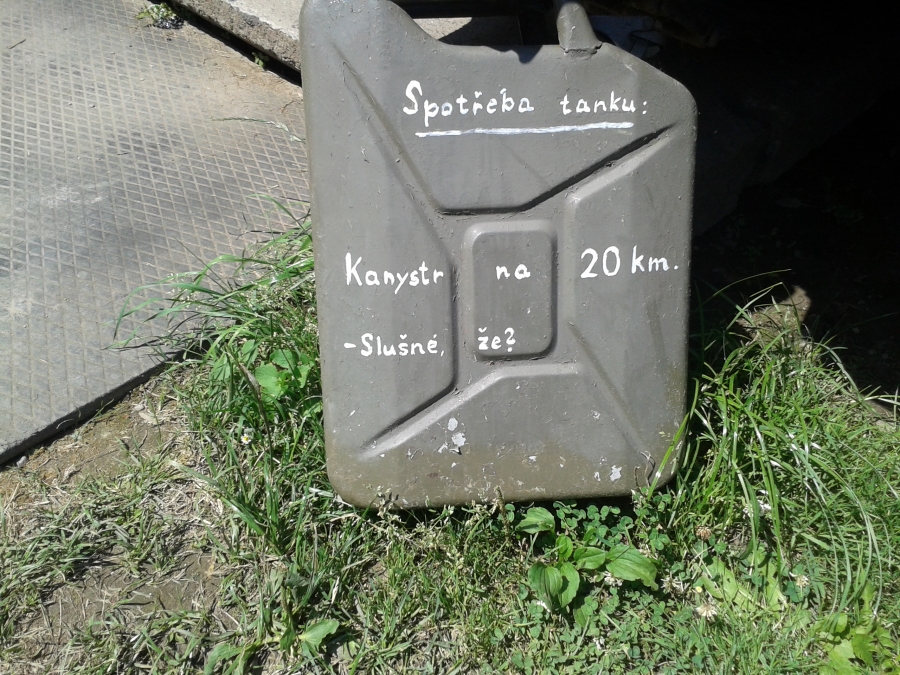 Spotřeba tanku:
Kanystr na 20 km.
-Slušné, že?